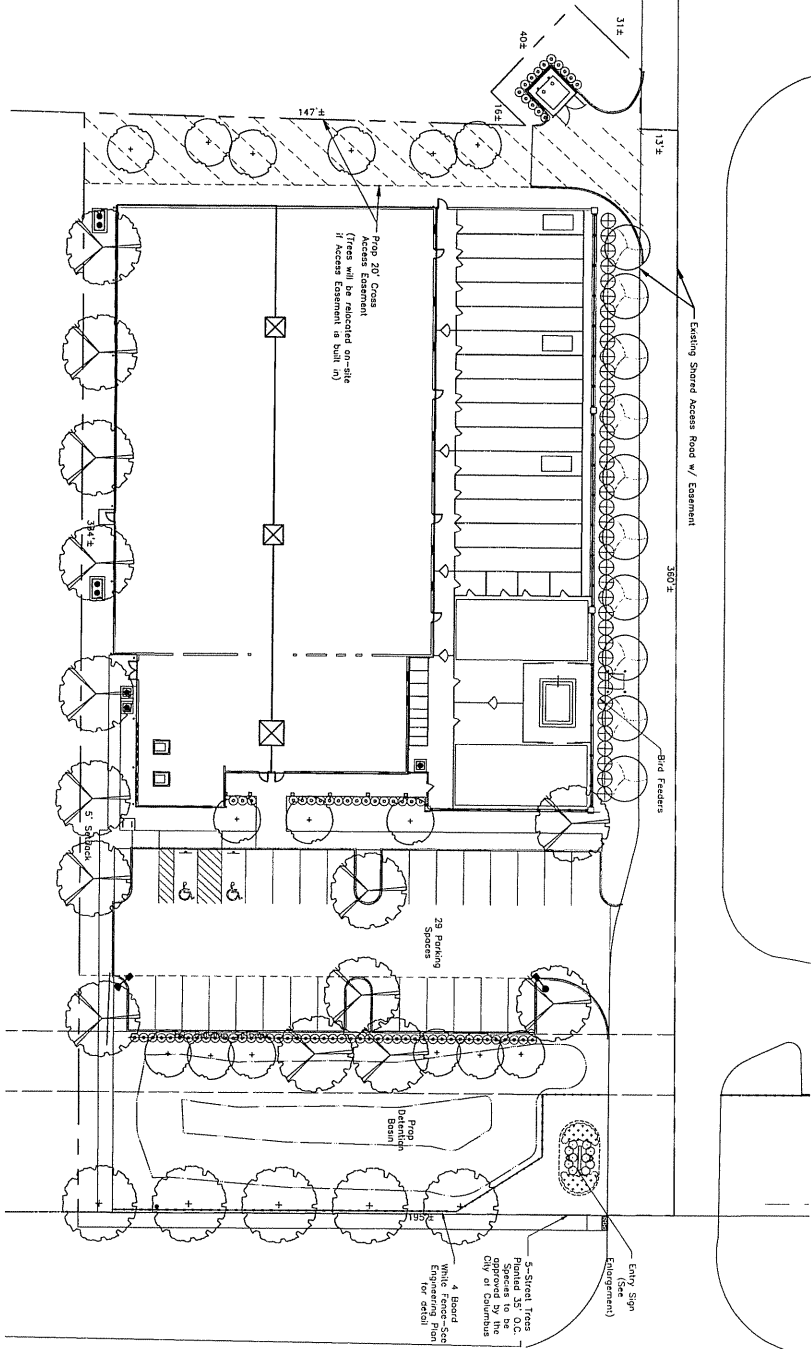 31±
40±
16±
13'±
147'±
Existing Shared Access Road w/ Easement
Prop 20' Cross
Access Easement
(Trees will be relocated on-site
if Access Easement is built in)
360'±
384'±
Bird Feeders
5' Setback
29 Parking
Spaces
Prop
Detention
Basin
195'±
Entry Sign
(See
Enlargement)
5-Street Trees
Planted 35' O.C.
Species to be
approved by the
City of Columbus
4 Board
White Fence-See
Engineering Plan
for detail